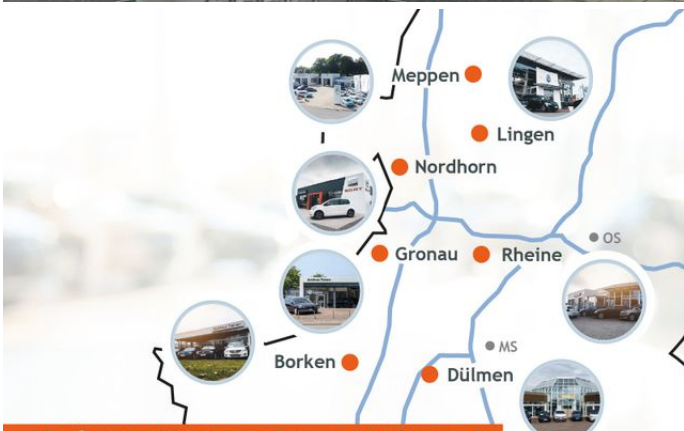 Meppen
Lingen
Nordhorn
OS
Gronau
Rheine
MS
Borken
Dülmen